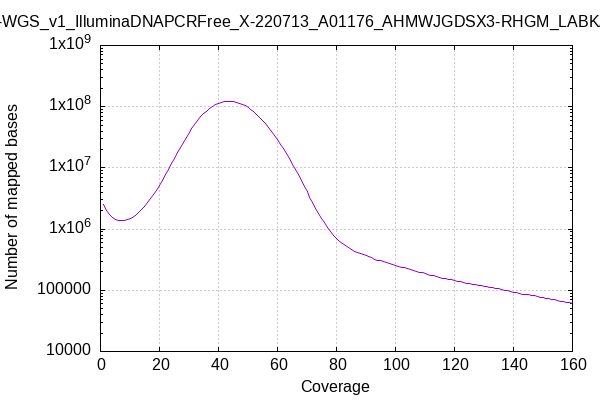 -WGS_v1_IlluminaDNAPCRFree_X-220713_A01176_AHMWJGDSX3-RHGM_LABK
1x10^9
1x10^8
1x10^7
1x10^6
100000
10000
Number of mapped bases
0 20 40 60 80 100 120 140 160
Coverage